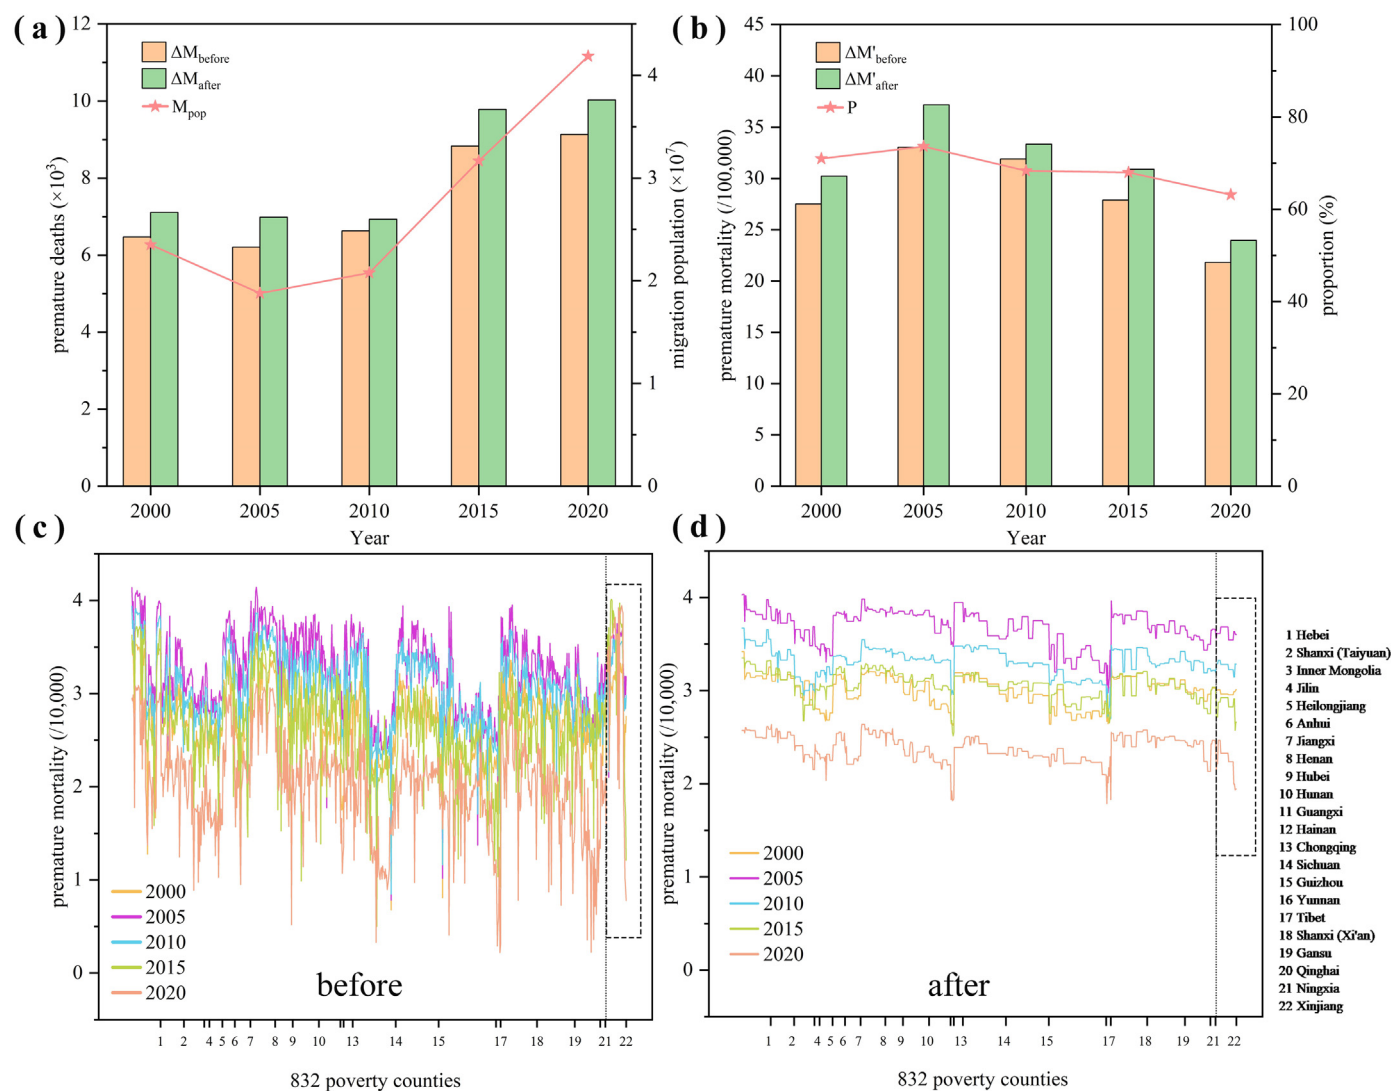 (a)
12
10
8
6
4
2
0
premature deaths (×10³)
ΔM_before
ΔM_after
M_pop
4
3
2
1
0
migration population (×10⁷)
2000 2005 2010 2015 2020
Year
(b)
45
40
35
30
25
20
15
10
5
0
premature mortality (/100,000)
ΔM'_before
ΔM'_after
P
100
80
60
40
20
0
proportion (%)
2000 2005 2010 2015 2020
Year
(c)
4
3
2
1
0
premature mortality (/10,000)
2000
2005
2010
2015
2020
before
1 2 4 5 6 7 8 9 10 12 13 14 15 17 18 19 21 22
832 poverty counties
(d)
4
3
2
1
0
premature mortality (/10,000)
2000
2005
2010
2015
2020
after
1 2 4 5 6 7 8 9 10 13 14 15 17 18 19 21 22
832 poverty counties
1 Hebei
2 Shanxi (Taiyuan)
3 Inner Mongolia
4 Jilin
5 Heilongjiang
6 Anhui
7 Jiangxi
8 Henan
9 Hubei
10 Hunan
11 Guangxi
12 Hainan
13 Chongqing
14 Sichuan
15 Guizhou
16 Yunnan
17 Tibet
18 Shanxi (Xi'an)
19 Gansu
20 Qinghai
21 Ningxia
22 Xinjiang